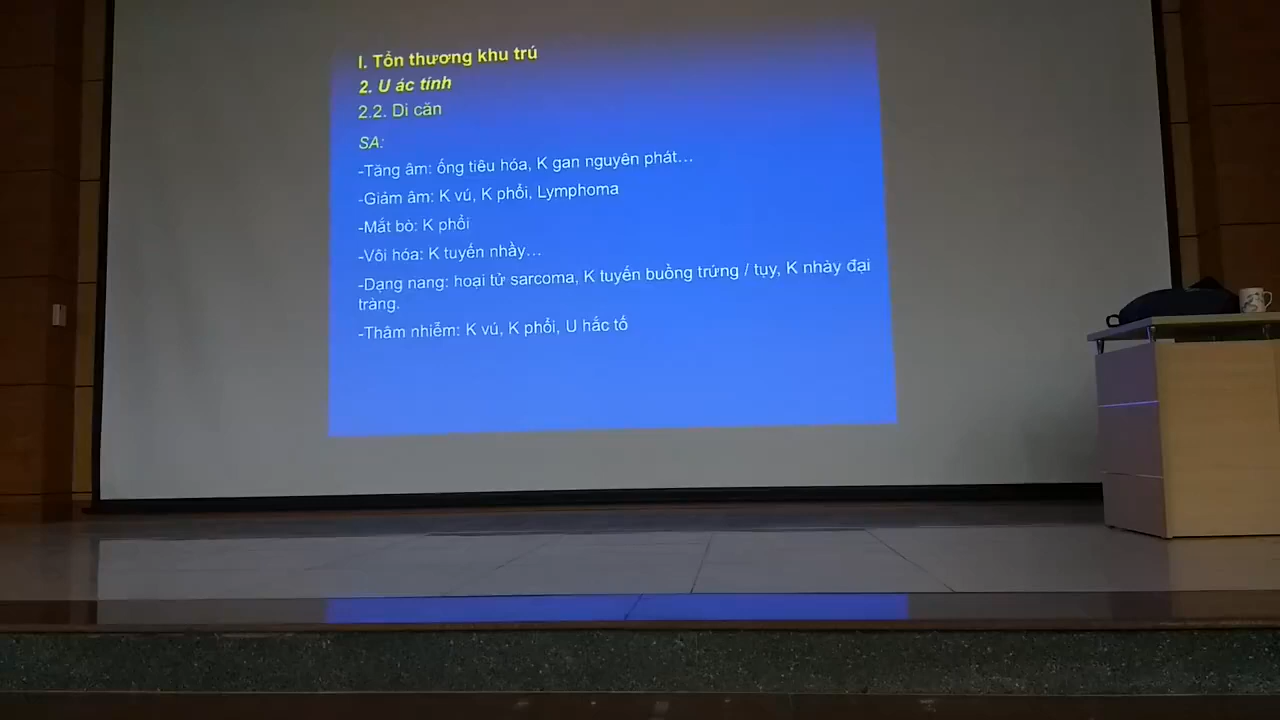 I. Tổn thương khu trú
2. U ác tính
2.2. Di căn
SA:
-Tăng âm: ống tiêu hóa, K gan nguyên phát...
-Giảm âm: K vú, K phổi, Lymphoma
-Mắt bò: K phổi
-Vôi hóa: K tuyến nhầy...
-Dạng nang: hoại tử sarcoma, K tuyến buồng trứng / tụy, K nhày đại
tràng.
-Thâm nhiễm: K vú, K phổi, U hắc tố